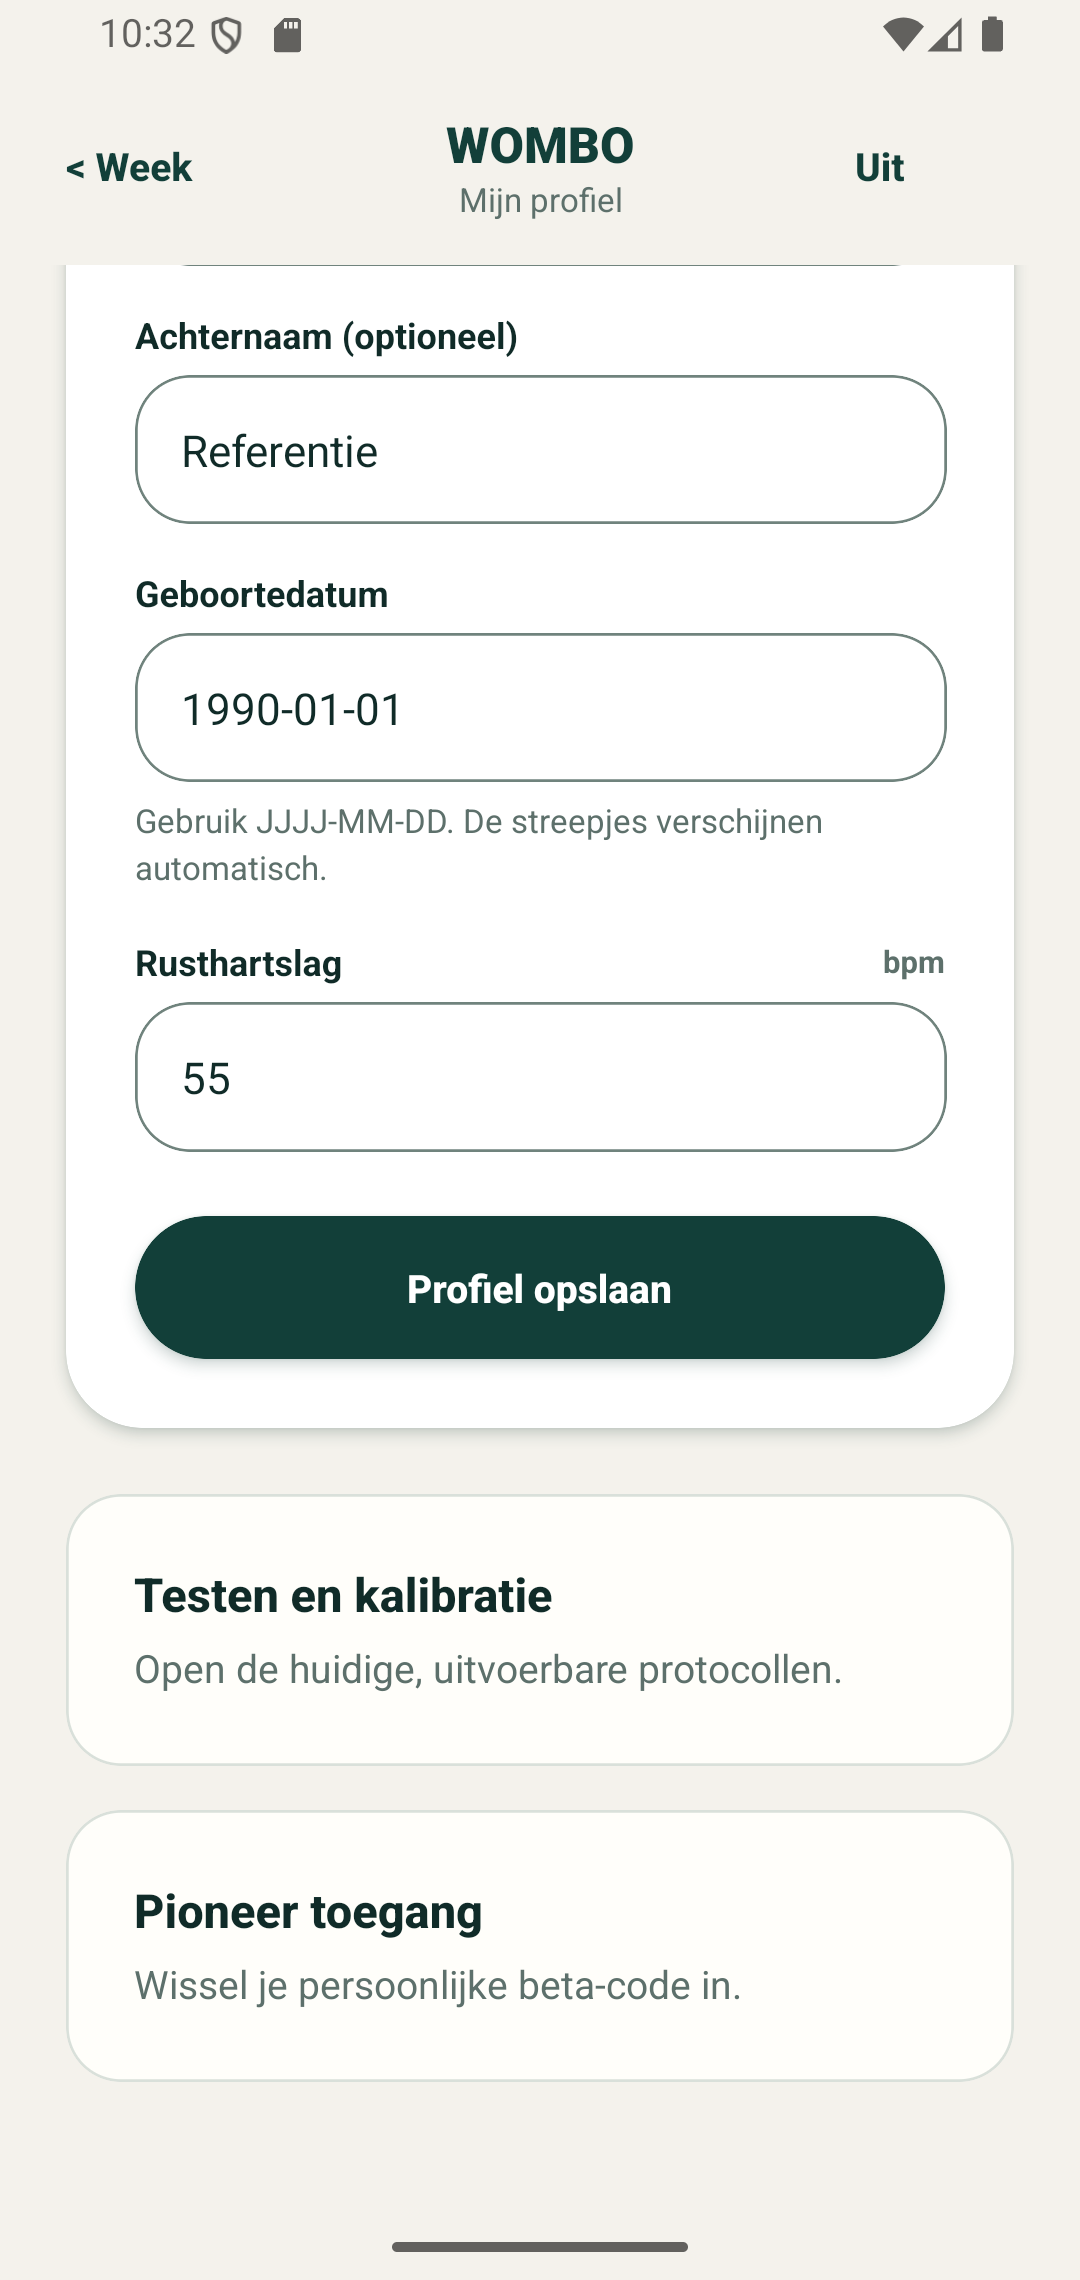 10:32
< Week
WOMBO
Mijn profiel
Uit
Achternaam (optioneel)
Referentie
Geboortedatum
1990-01-01
Gebruik JJJJ-MM-DD. De streepjes verschijnen
automatisch.
Rusthartslag
bpm
55
Profiel opslaan
Testen en kalibratie
Open de huidige, uitvoerbare protocollen.
Pioneer toegang
Wissel je persoonlijke beta-code in.